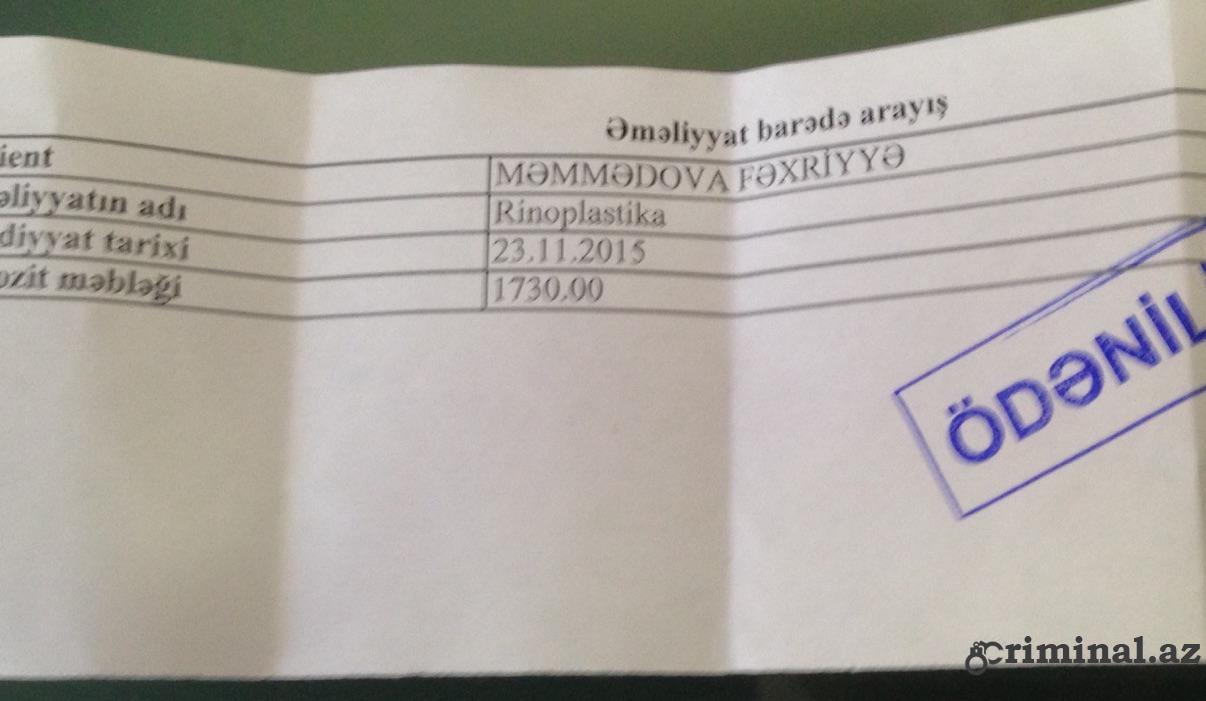 Əməliyyat barədə arayış
ient MƏMMƏDOVA FƏXRİYYƏ
əliyyatın adı Rinoplastika
diyyat tarixi 23.11.2015
ozit məbləği 1730.00
ÖDƏNİL
Criminal.az